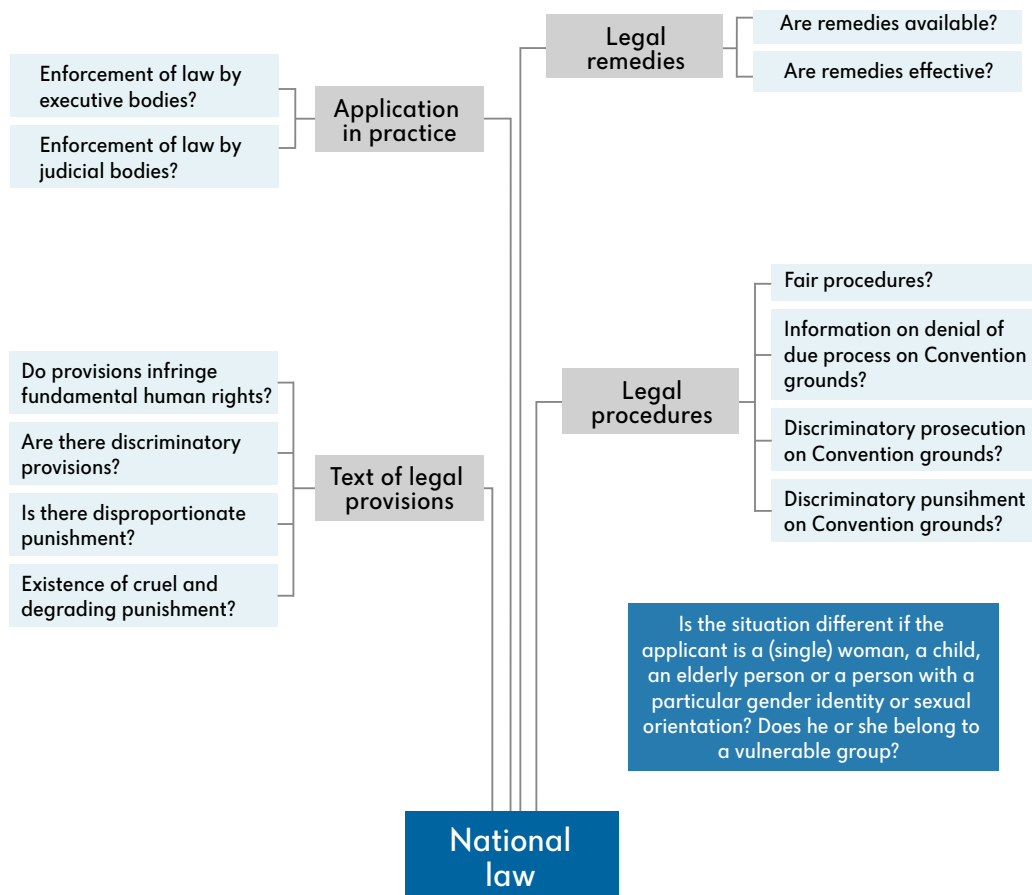 Legal
remedies
Are remedies available?
Are remedies effective?
Enforcement of law by
executive bodies?
Enforcement of law by
judicial bodies?
Application
in practice
Fair procedures?
Information on denial of
due process on Convention
grounds?
Discriminatory prosecution
on Convention grounds?
Discriminatory punsihment
on Convention grounds?
Legal
procedures
Do provisions infringe
fundamental human rights?
Are there discriminatory
provisions?
Is there disproportionate
punishment?
Existence of cruel and
degrading punishment?
Text of legal
provisions
Is the situation different if the
applicant is a (single) woman, a child,
an elderly person or a person with a
particular gender identity or sexual
orientation? Does he or she belong to
a vulnerable group?
National
law